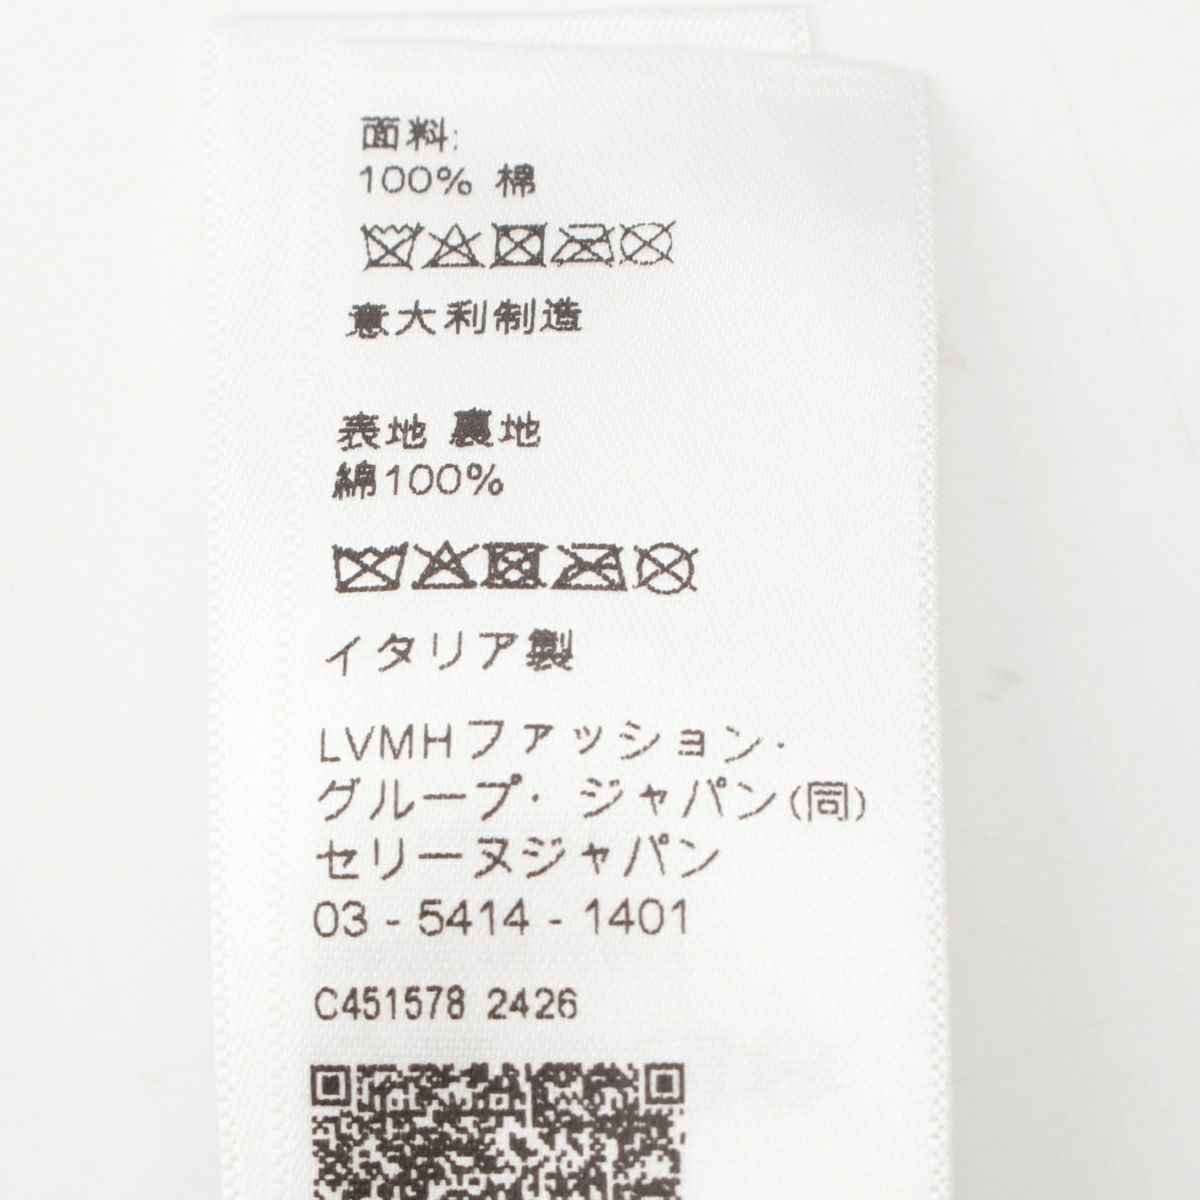 面料:
100% 棉
意大利制造
表地 裏地
綿100%
イタリア製
LVMHファッション・
グループ・ジャパン(同)
セリーヌジャパン
03 - 5414 - 1401
C451578 2426